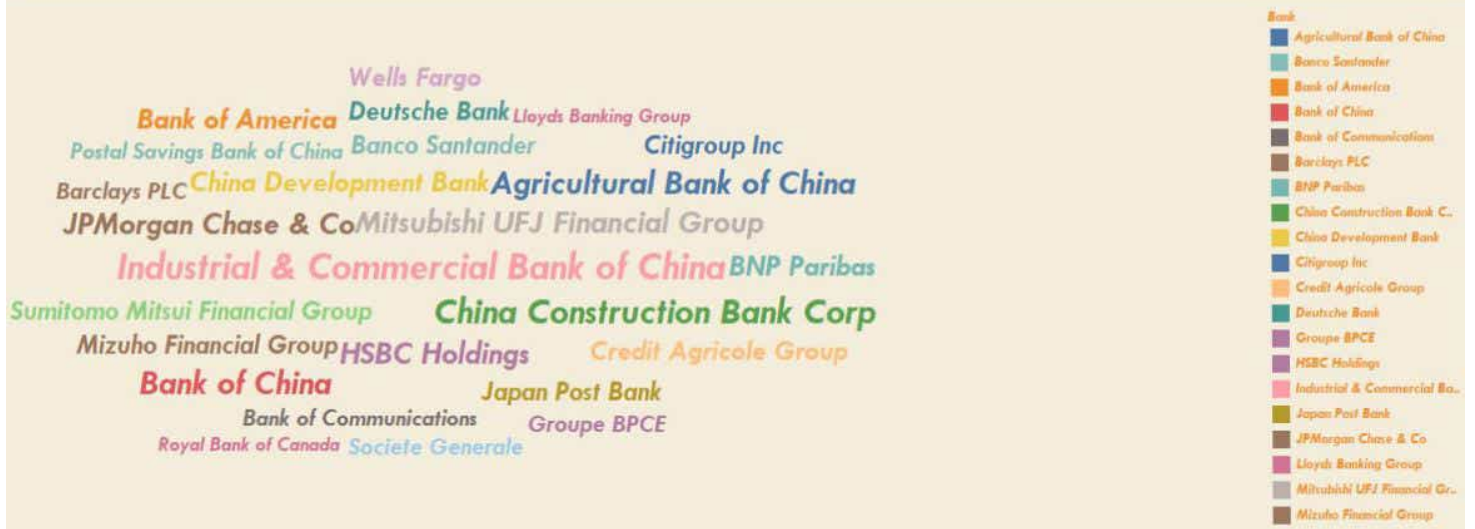 Wells Fargo
Bank of America Deutsche Bank Lloyds Banking Group
Postal Savings Bank of China Banco Santander Citigroup Inc
Barclays PLC China Development Bank Agricultural Bank of China
JPMorgan Chase & Co Mitsubishi UFJ Financial Group
Industrial & Commercial Bank of China BNP Paribas
Sumitomo Mitsui Financial Group China Construction Bank Corp
Mizuho Financial Group HSBC Holdings Credit Agricole Group
Bank of China Japan Post Bank
Bank of Communications Groupe BPCE
Royal Bank of Canada Societe Generale
Bank
Agricultural Bank of China
Banco Santander
Bank of America
Bank of China
Bank of Communications
Barclays PLC
BNP Paribas
China Construction Bank C..
China Development Bank
Citigroup Inc
Credit Agricole Group
Deutsche Bank
Groupe BPCE
HSBC Holdings
Industrial & Commercial Ba..
Japan Post Bank
JPMorgan Chase & Co
Lloyds Banking Group
Mitsubishi UFJ Financial Gr..
Mizuho Financial Group